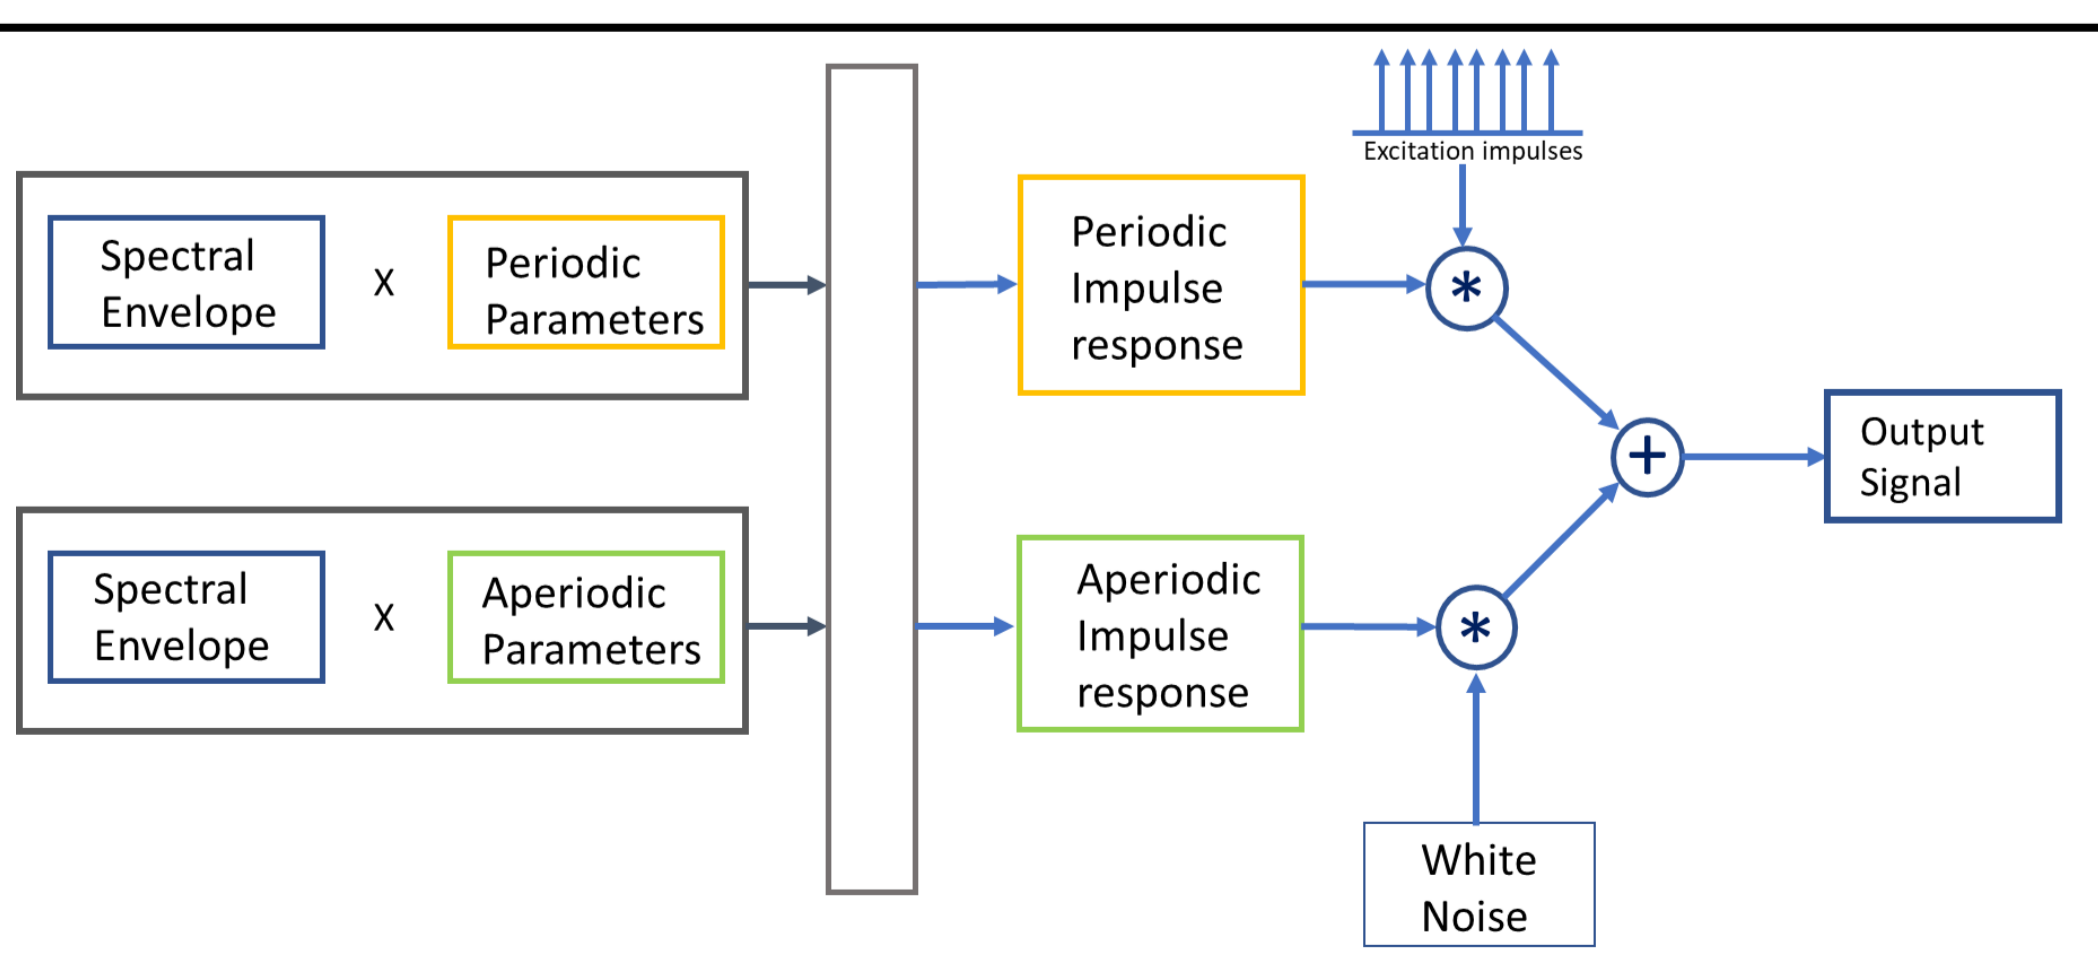 Excitation impulses
Spectral
Envelope
X
Periodic
Parameters
Periodic
Impulse
response
*
+
Output
Signal
Spectral
Envelope
X
Aperiodic
Parameters
Aperiodic
Impulse
response
*
White
Noise